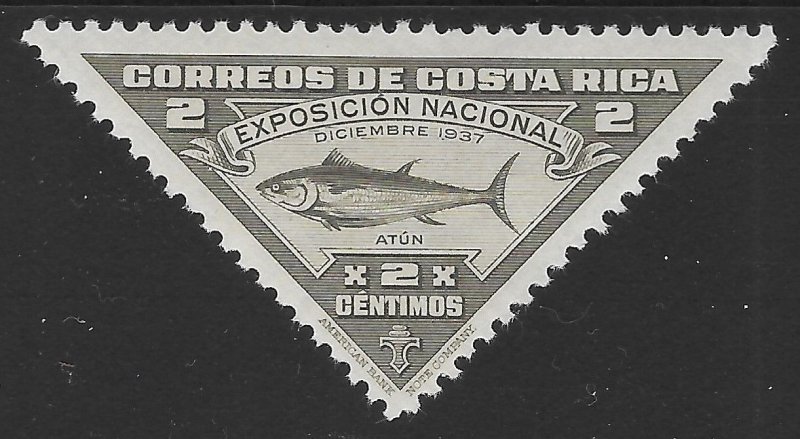 CORREOS DE COSTA RICA
2 2
EXPOSICIÓN NACIONAL
DICIEMBRE 1937
ATÚN
x 2 x
CÉNTIMOS
AMERICAN BANK NOTE COMPANY